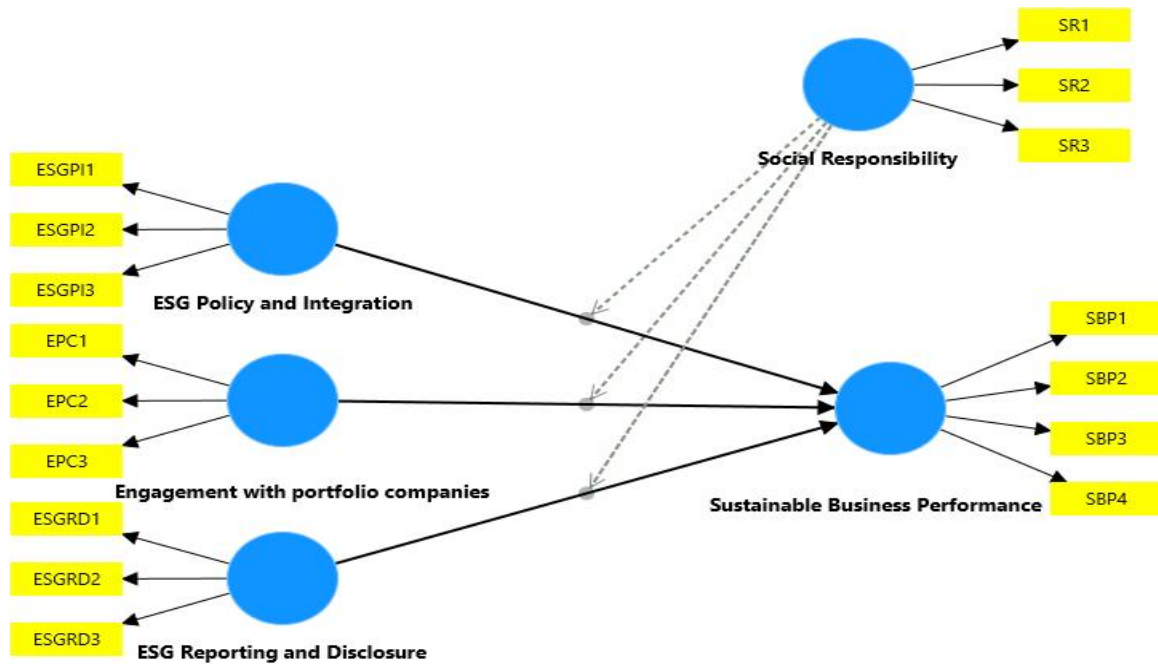 SR1
SR2
SR3
Social Responsibility
ESGPI1
ESGPI2
ESGPI3
ESG Policy and Integration
EPC1
EPC2
EPC3
Engagement with portfolio companies
ESGRD1
ESGRD2
ESGRD3
ESG Reporting and Disclosure
SBP1
SBP2
SBP3
SBP4
Sustainable Business Performance